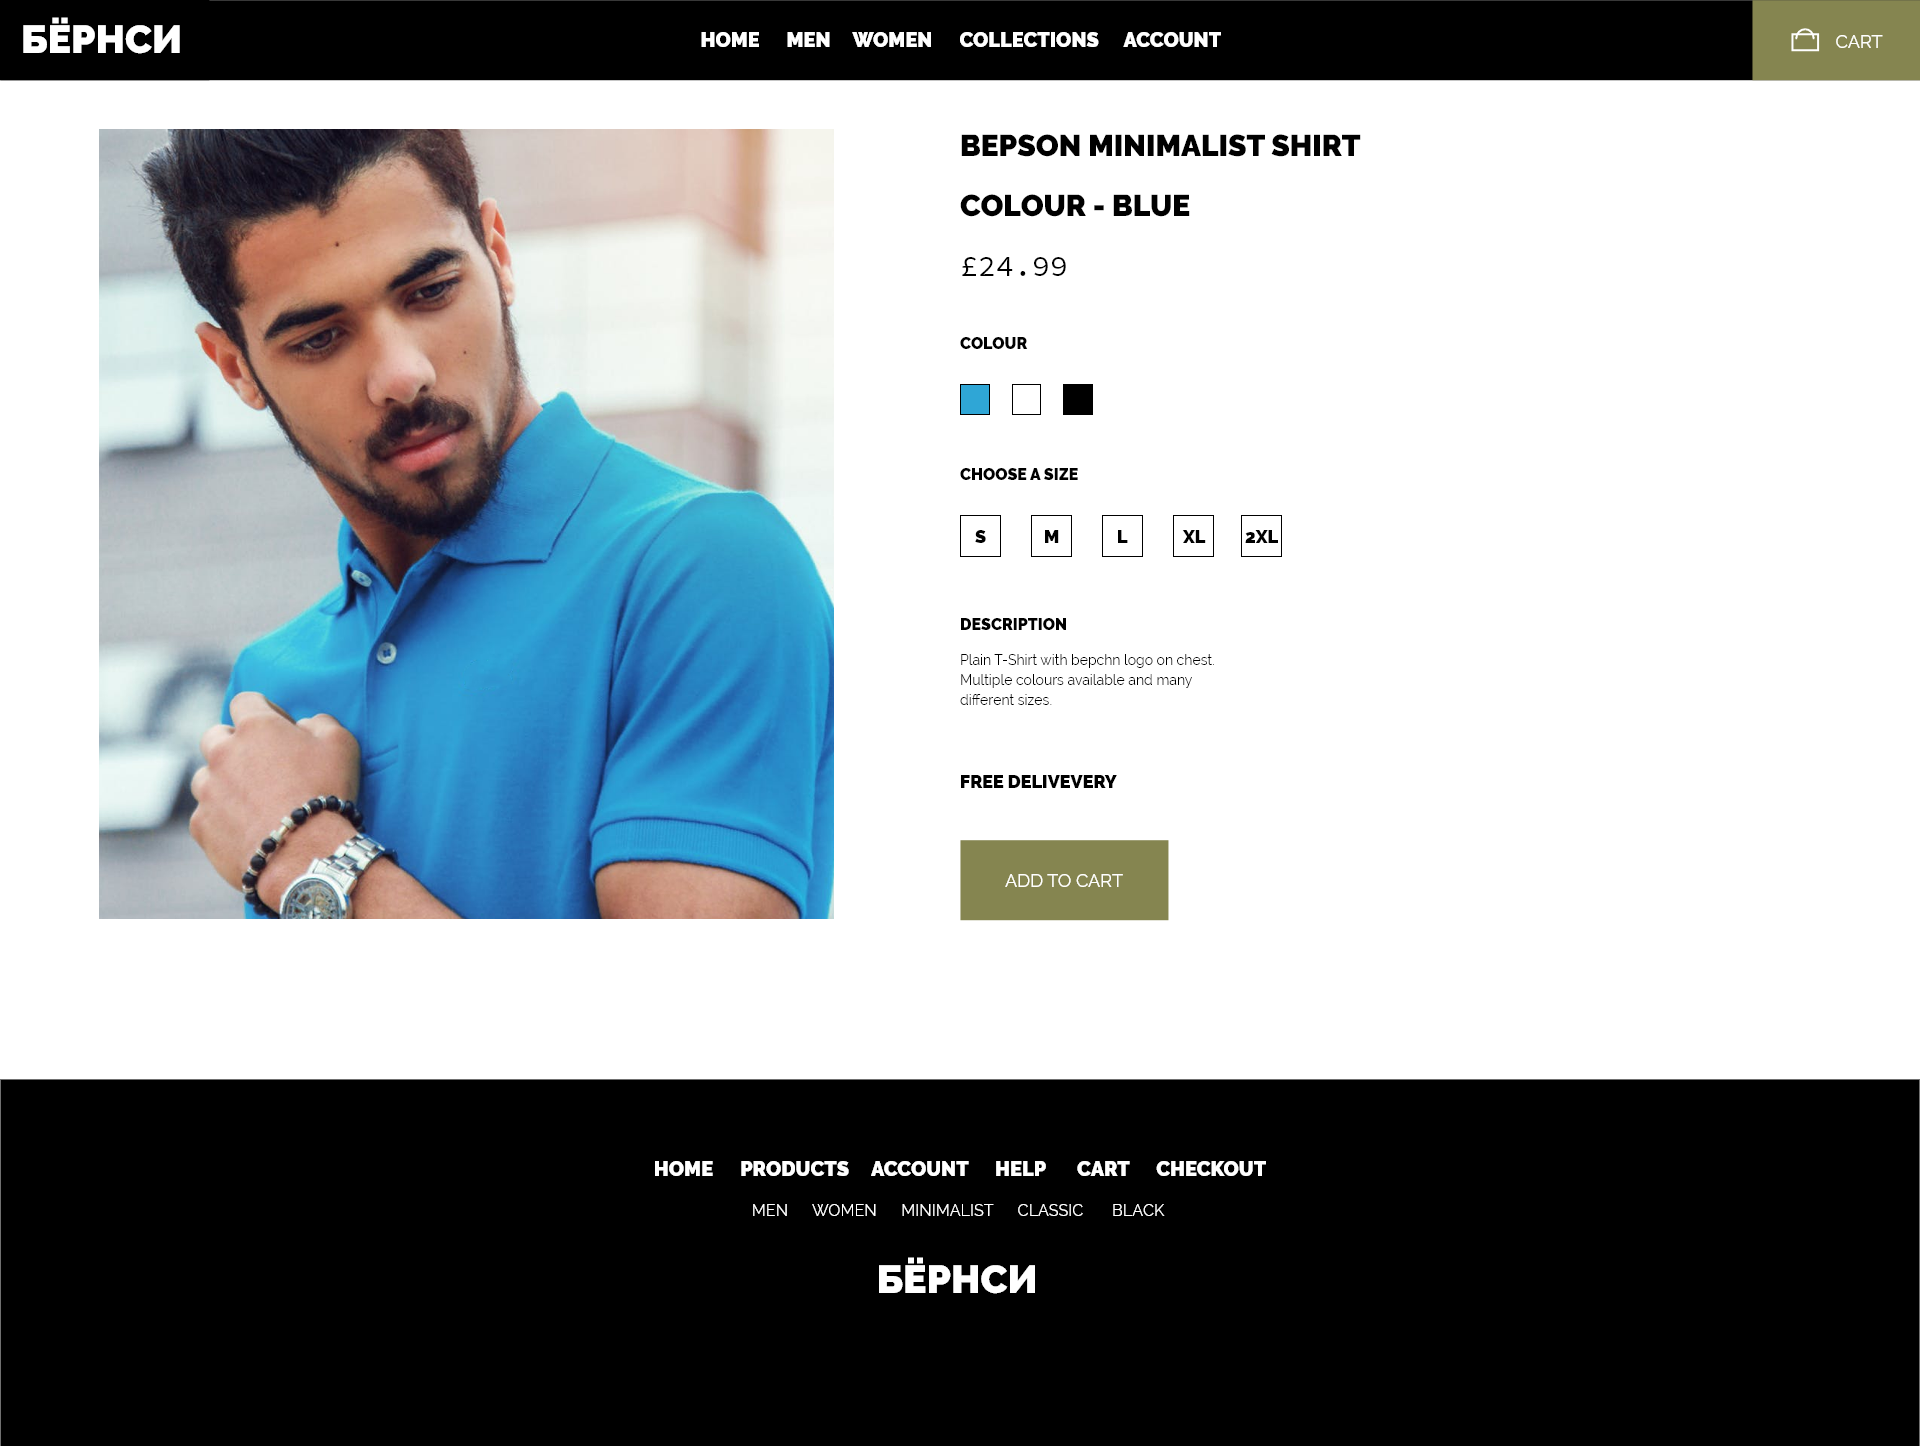 БЁРНСИ
HOME MEN WOMEN COLLECTIONS ACCOUNT
CART
BEPSON MINIMALIST SHIRT
COLOUR - BLUE
£24.99
COLOUR
CHOOSE A SIZE
S M L XL 2XL
DESCRIPTION
Plain T-Shirt with bepchn logo on chest.
Multiple colours available and many
different sizes.
FREE DELIVEVERY
ADD TO CART
HOME PRODUCTS ACCOUNT HELP CART CHECKOUT
MEN WOMEN MINIMALIST CLASSIC BLACK
БЁРНСИ